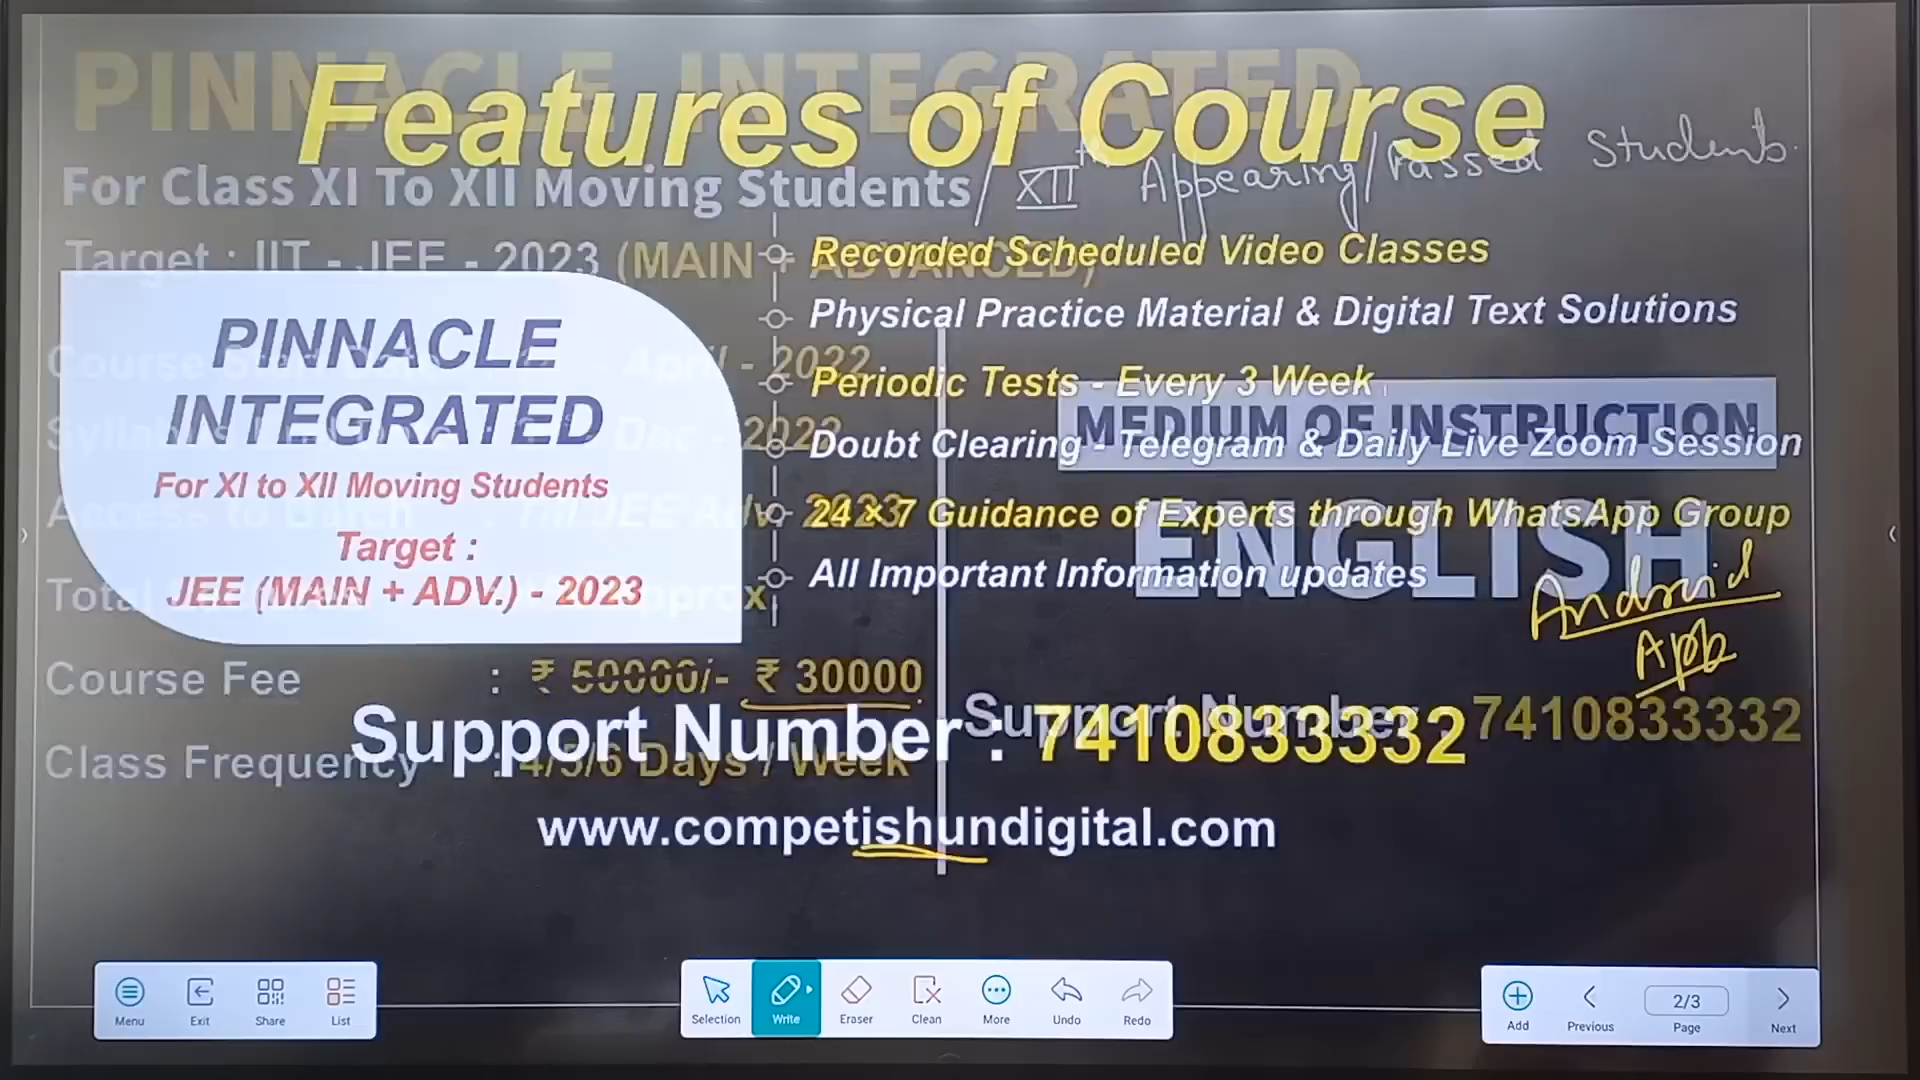 PINNACLE INTEGRATED
Features of Course
For Class XI To XII Moving Students / XIIth Appearing/Passed Students.
Target : IIT - JEE - 2023 (MAIN + ADVANCED)
PINNACLE
INTEGRATED
For XI to XII Moving Students
Target :
JEE (MAIN + ADV.) - 2023
Recorded Scheduled Video Classes
Physical Practice Material & Digital Text Solutions
Periodic Tests - Every 3 Week
Doubt Clearing - Telegram & Daily Live Zoom Session
24×7 Guidance of Experts through WhatsApp Group
All Important Information updates
April - 2022
Dec - 2022
: Till JEE Adv. 2023
MEDIUM OF INSTRUCTION
ENGLISH
Android
App
Course Fee : ₹ 50000/- ₹ 30000
Class Frequency : 4/5/6 Days / Week
Support Number : 7410833332
Support Number : 7410833332
www.competishundigital.com
Menu Exit Share List
Selection Write Eraser Clean More Undo Redo
Add Previous 2/3 Page Next